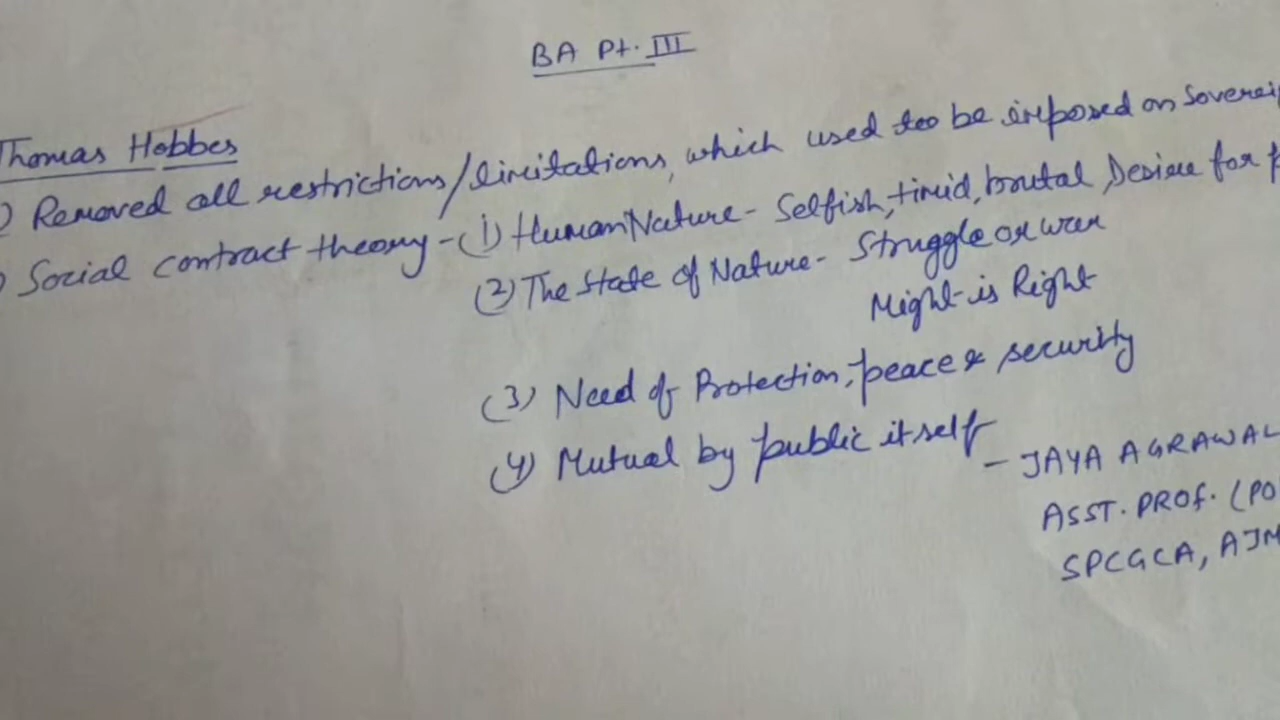 BA Pt. III
Thomas Hobbes
) Removed all restrictions/limitations, which used to be imposed on Soverei
) Social contract theory - (1) Human Nature - Selfish, timid, brutal, Desire for p
(2) The State of Nature - Struggle or war
Might is Right
(3) Need of Protection, peace & security
(4) Mutual by public itself
- JAYA AGRAWAL
ASST. PROF. (PO
SPCGCA, AJM